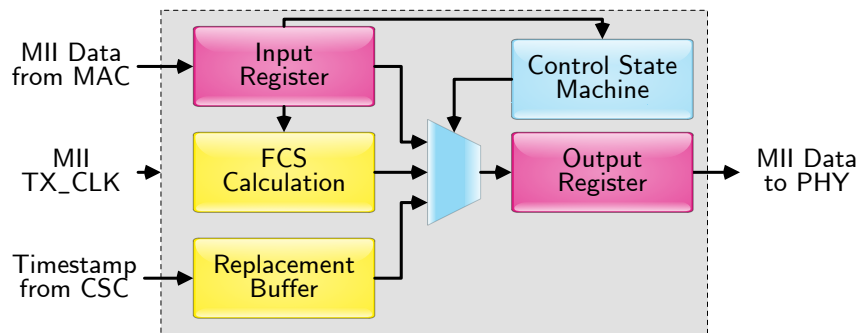 MII Data
from MAC
Input
Register
Control State
Machine
MII
TX_CLK
FCS
Calculation
Output
Register
MII Data
to PHY
Timestamp
from CSC
Replacement
Buffer